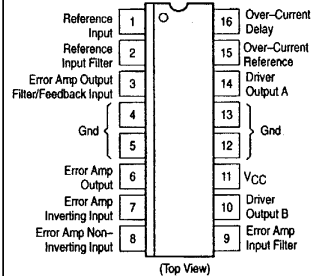 Reference
Input
1
Reference
Input Filter
2
Error Amp Output
Filter/Feedback Input
3
Gnd
4
5
Error Amp
Output
6
Error Amp
Inverting Input
7
Error Amp Non–
Inverting Input
8
16
Over–Current
Delay
15
Over–Current
Reference
14
Driver
Output A
13
12
Gnd
11
VCC
10
Driver
Output B
9
Error Amp
Input Filter
(Top View)